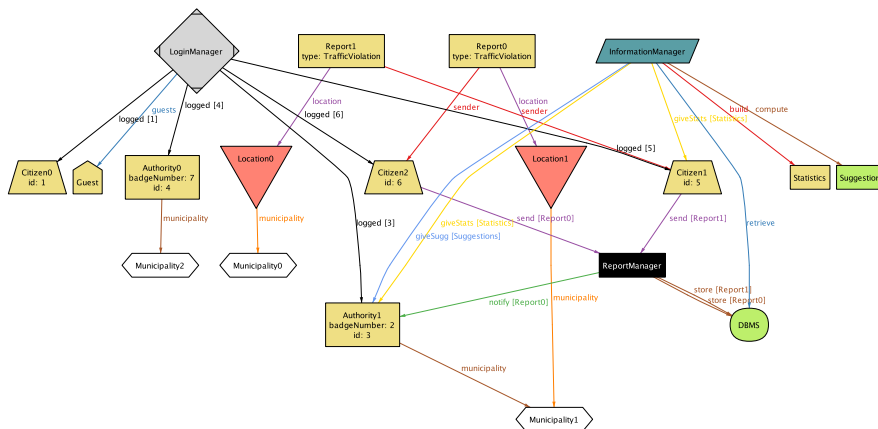 LoginManager
Report1
type: TrafficViolation
Report0
type: TrafficViolation
InformationManager
location
sender
location
sender
guests
logged [1]
logged [4]
logged [6]
build
compute
giveStats [Statistics]
logged [5]
Citizen0
id: 1
Guest
Authority0
badgeNumber: 7
id: 4
Location0
Citizen2
id: 6
Location1
Citizen1
id: 5
Statistics
Suggestion
municipality
municipality
logged [3]
giveStats [Statistics]
giveSugg [Suggestions]
send [Report0]
send [Report1]
retrieve
Municipality2
Municipality0
ReportManager
notify [Report0]
municipality
store [Report1]
store [Report0]
Authority1
badgeNumber: 2
id: 3
DBMS
municipality
Municipality1